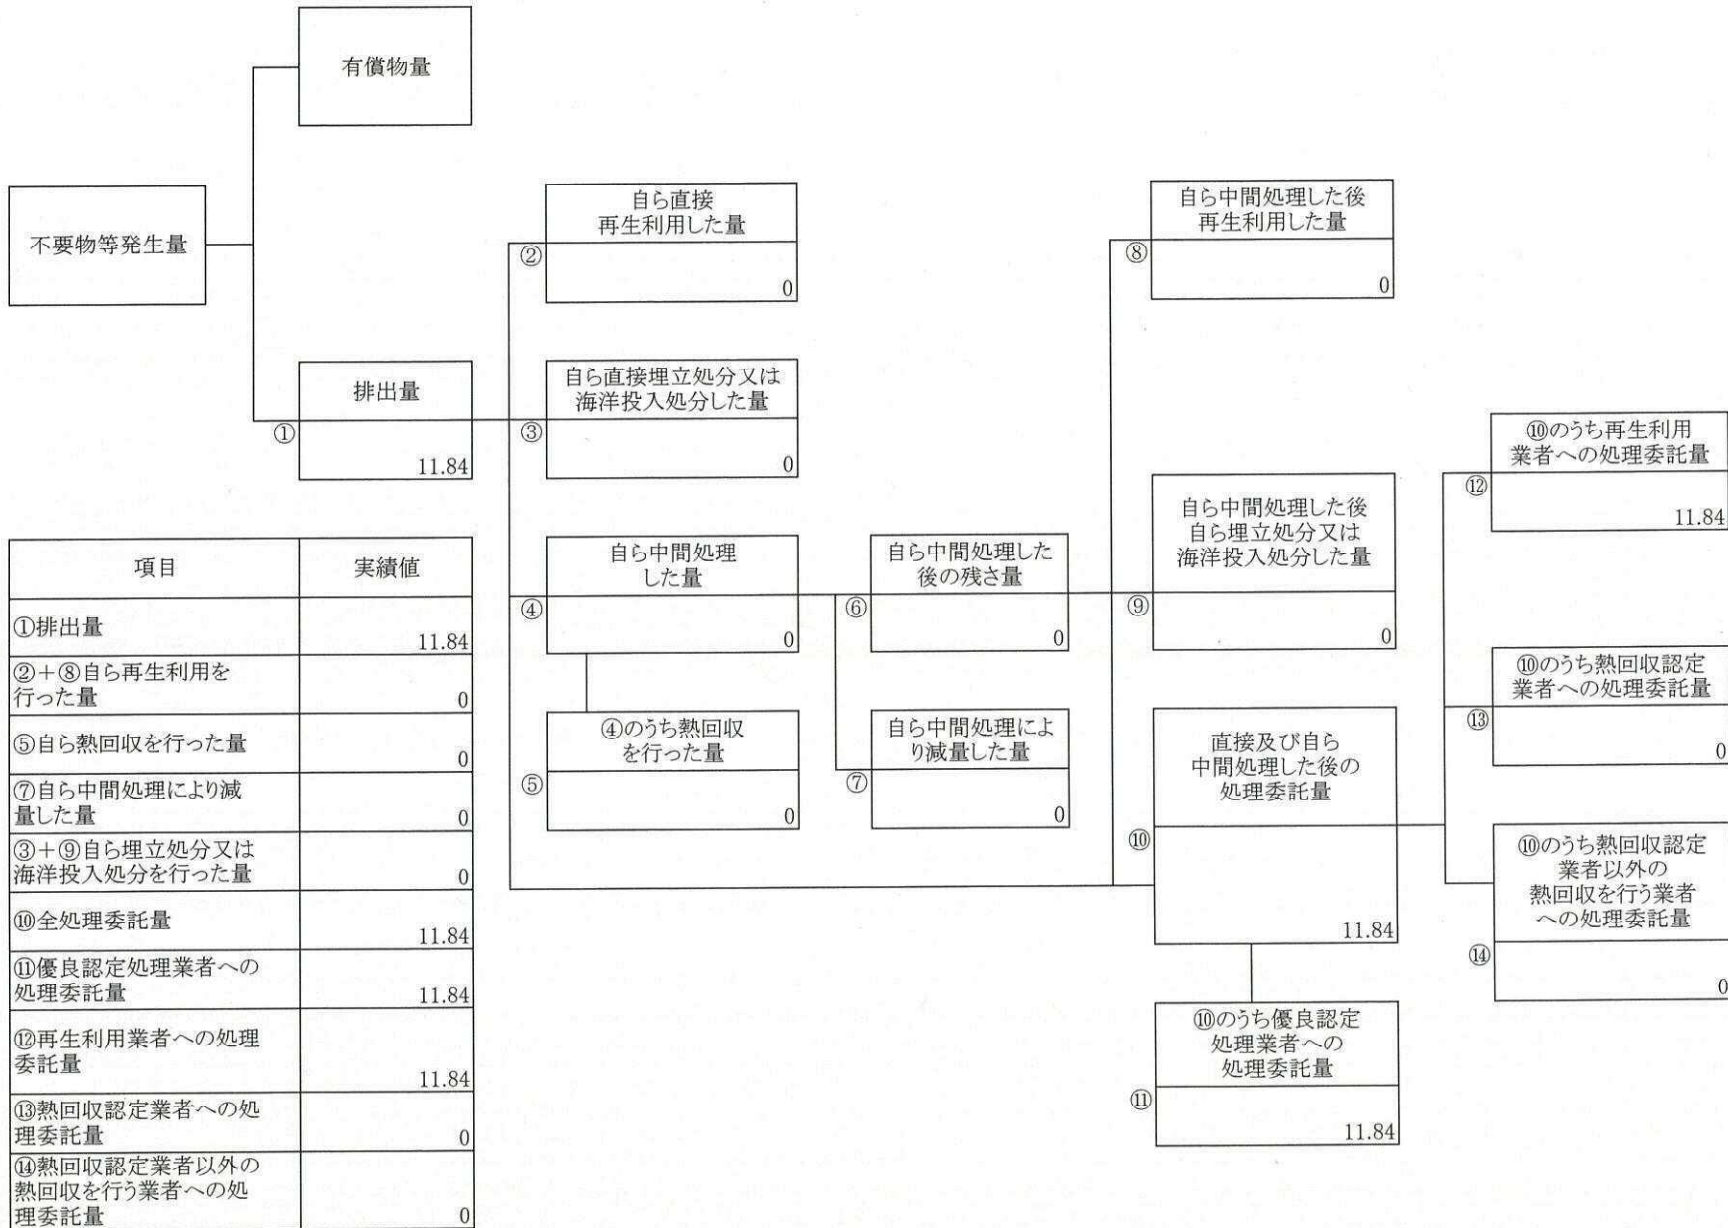 有償物量
不要物等発生量
排出量
①
11.84
自ら直接
再生利用した量
②
0
自ら直接埋立処分又は
海洋投入処分した量
③
0
自ら中間処理
した量
④
0
④のうち熱回収
を行った量
⑤
0
自ら中間処理した
後の残さ量
⑥
0
自ら中間処理によ
り減量した量
⑦
0
自ら中間処理した後
再生利用した量
⑧
0
自ら中間処理した後
自ら埋立処分又は
海洋投入処分した量
⑨
0
直接及び自ら
中間処理した後の
処理委託量
⑩
11.84
⑩のうち優良認定
処理業者への
処理委託量
⑪
11.84
⑩のうち再生利用
業者への処理委託量
⑫
11.84
⑩のうち熱回収認定
業者への処理委託量
⑬
0
⑩のうち熱回収認定
業者以外の
熱回収を行う業者
への処理委託量
⑭
0
項目 実績値
①排出量
11.84
②+⑧自ら再生利用を
行った量
0
⑤自ら熱回収を行った量
0
⑦自ら中間処理により減
量した量
0
③+⑨自ら埋立処分又は
海洋投入処分を行った量
0
⑩全処理委託量
11.84
⑪優良認定処理業者への
処理委託量
11.84
⑫再生利用業者への処理
委託量
11.84
⑬熱回収認定業者への処
理委託量
0
⑭熱回収認定業者以外の
熱回収を行う業者への処
理委託量
0